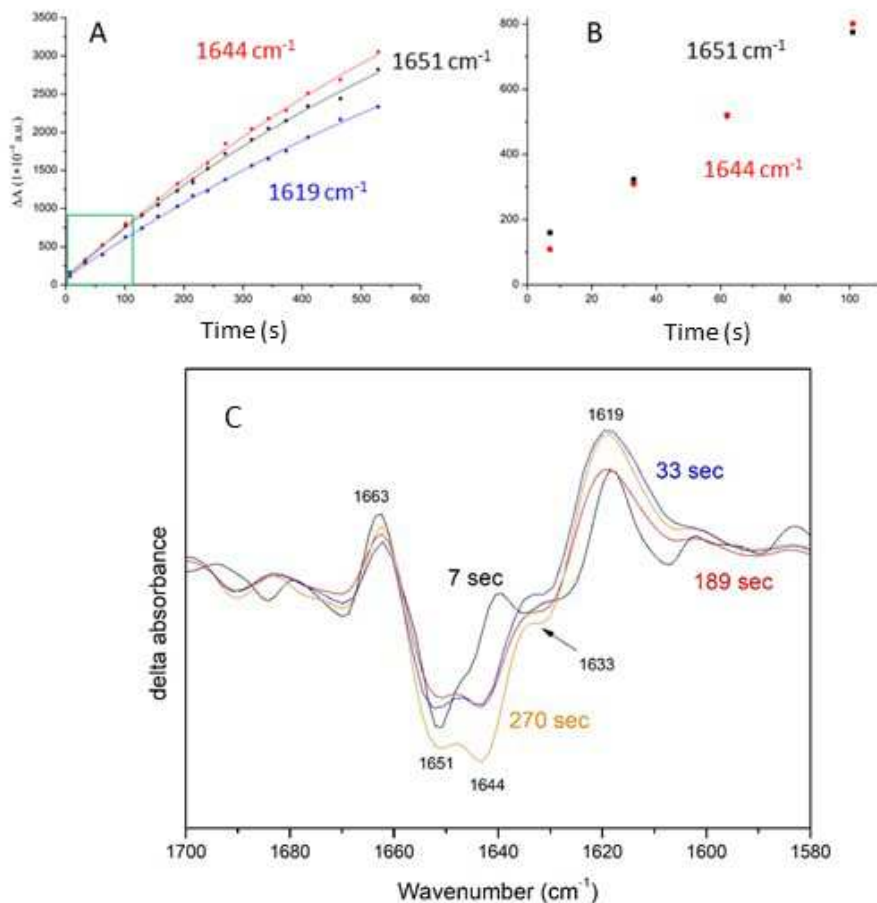 A
1644 cm⁻¹
1651 cm⁻¹
1619 cm⁻¹
3500
3000
2500
2000
1500
1000
500
0
0 100 200 300 400 500 600
Time (s)
B
1651 cm⁻¹
1644 cm⁻¹
800
600
400
200
0
0 20 40 60 80 100
Time (s)
C
1619
1663
33 sec
7 sec
189 sec
1633
270 sec
1651
1644
delta absorbance
1700 1680 1660 1640 1620 1600 1580
Wavenumber (cm⁻¹)